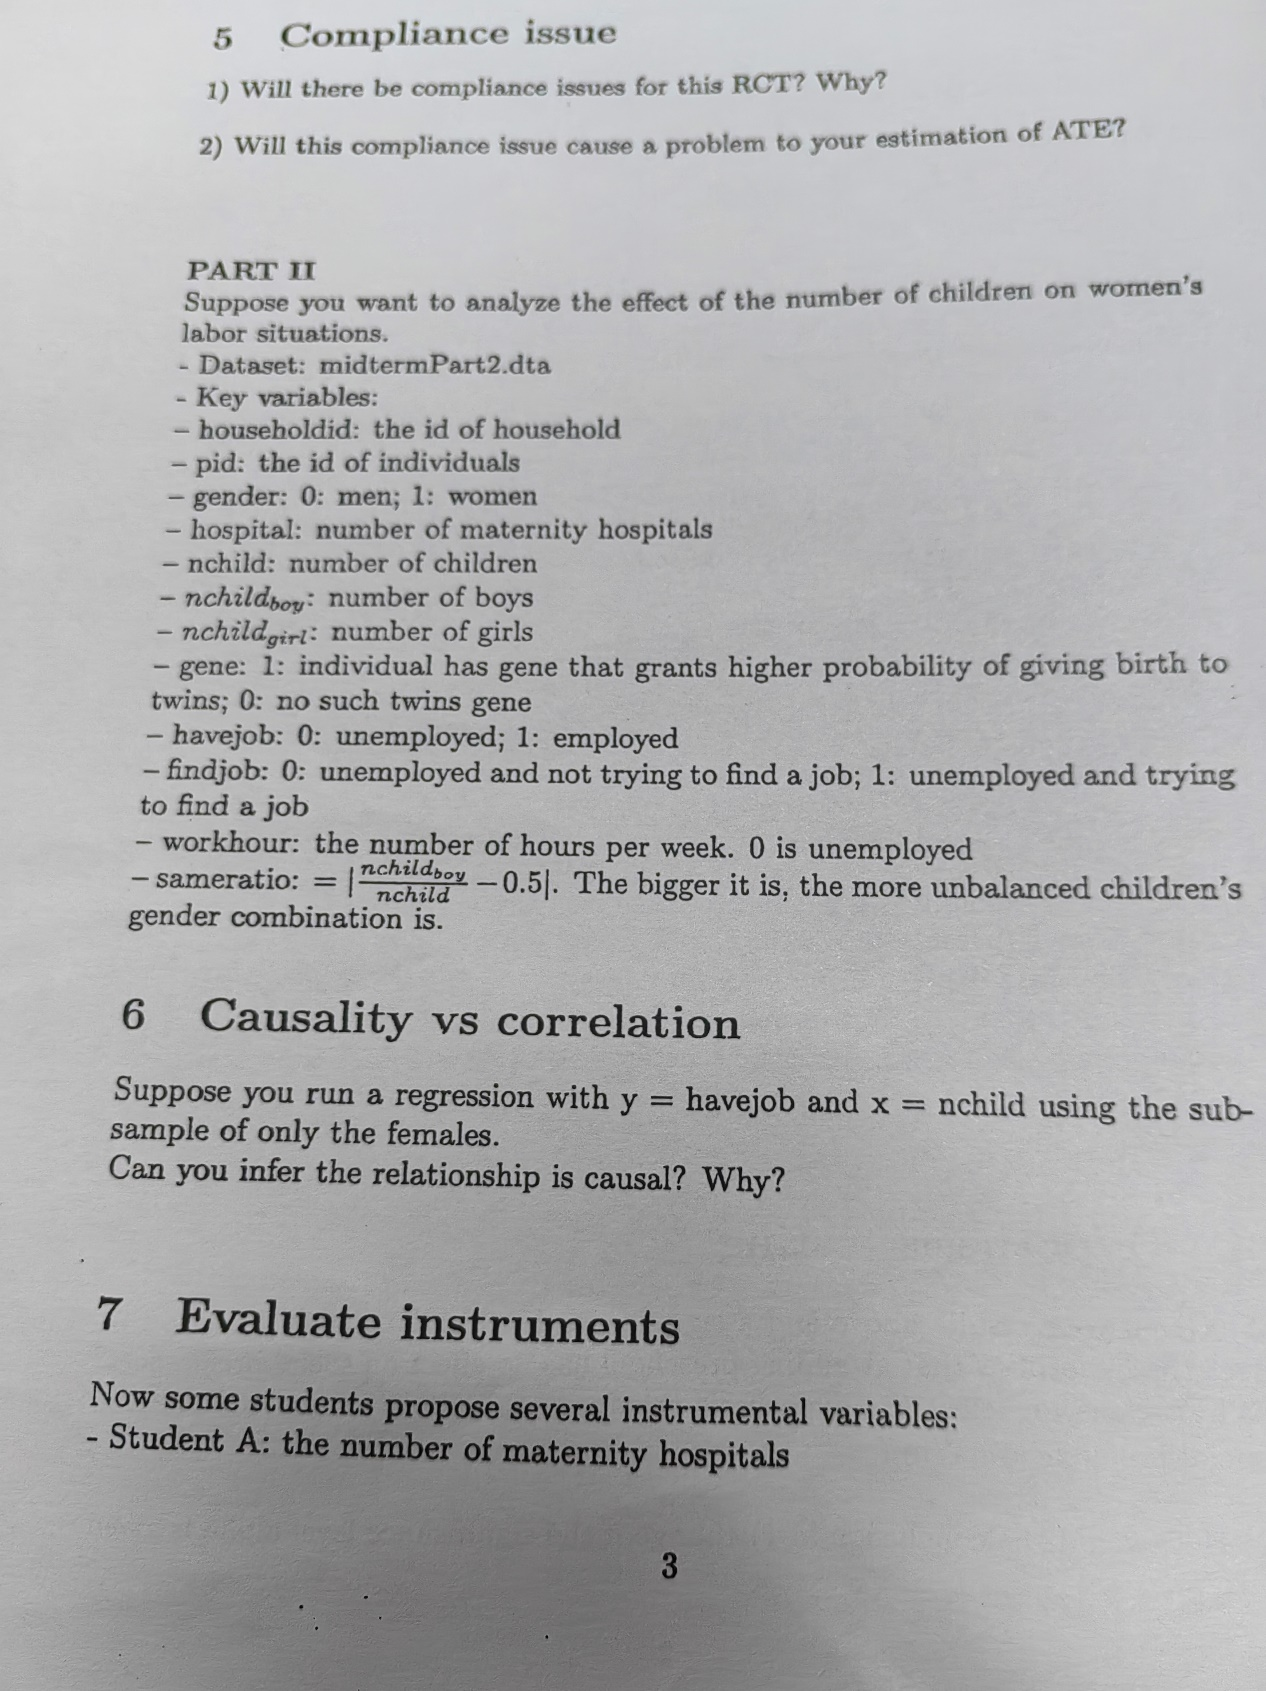 5 Compliance issue
1) Will there be compliance issues for this RCT? Why?
2) Will this compliance issue cause a problem to your estimation of ATE?
PART II
Suppose you want to analyze the effect of the number of children on women's
labor situations.
- Dataset: midtermPart2.dta
- Key variables:
– householdid: the id of household
– pid: the id of individuals
– gender: 0: men; 1: women
– hospital: number of maternity hospitals
– nchild: number of children
– nchild_boy: number of boys
– nchild_girl: number of girls
– gene: 1: individual has gene that grants higher probability of giving birth to
twins; 0: no such twins gene
– havejob: 0: unemployed; 1: employed
– findjob: 0: unemployed and not trying to find a job; 1: unemployed and trying
to find a job
– workhour: the number of hours per week. 0 is unemployed
– sameratio: = |nchild_boy/nchild − 0.5|. The bigger it is, the more unbalanced children's
gender combination is.
6 Causality vs correlation
Suppose you run a regression with y = havejob and x = nchild using the sub-
sample of only the females.
Can you infer the relationship is causal? Why?
7 Evaluate instruments
Now some students propose several instrumental variables:
- Student A: the number of maternity hospitals
3